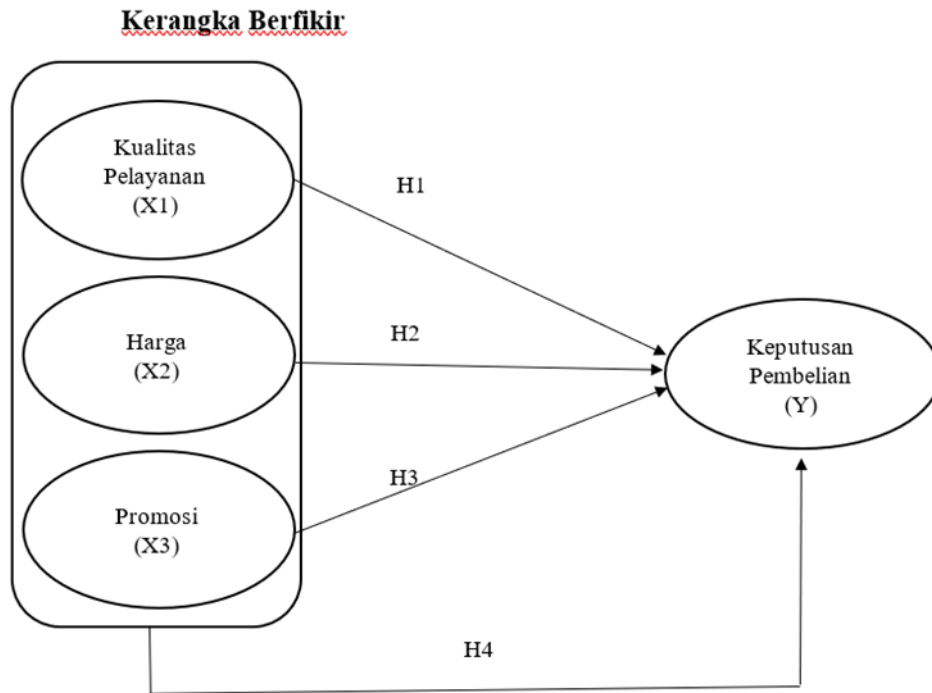 Kerangka Berfikir
Kualitas
Pelayanan
(X1)
H1
Harga
(X2)
H2
Keputusan
Pembelian
(Y)
Promosi
(X3)
H3
H4